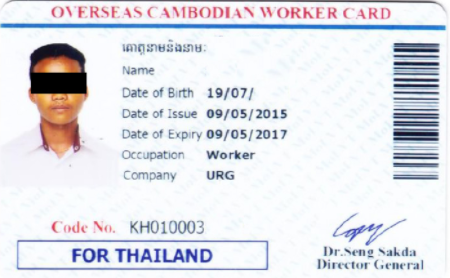 OVERSEAS CAMBODIAN WORKER CARD
គោត្តនាមនិងនាម:
Name
Date of Birth 19/07/
Date of Issue 09/05/2015
Date of Expiry 09/05/2017
Occupation Worker
Company URG
Code No. KH010003
FOR THAILAND
Dr.Seng Sakda
Director General